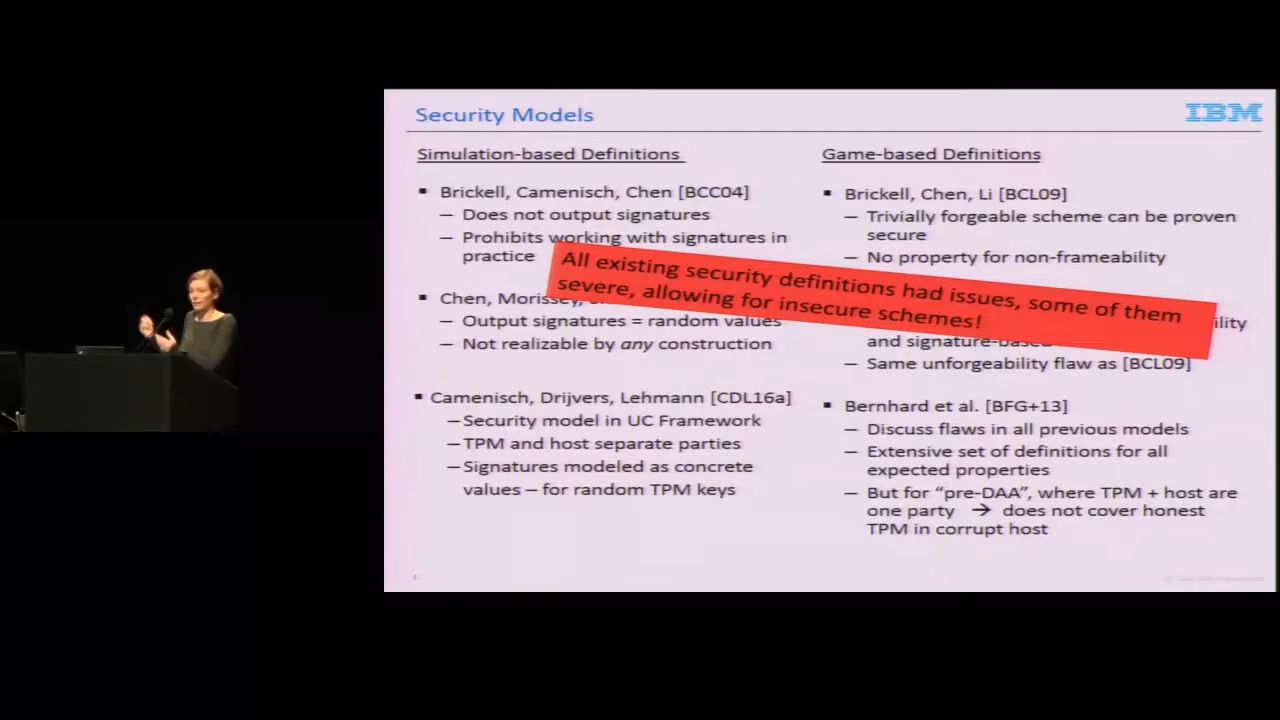 Security Models
IBM
Simulation-based Definitions
▪ Brickell, Camenisch, Chen [BCC04]
– Does not output signatures
– Prohibits working with signatures in
practice
▪ Chen, Morissey,
– Output signatures = random values
– Not realizable by any construction
▪ Camenisch, Drijvers, Lehmann [CDL16a]
–Security model in UC Framework
–TPM and host separate parties
–Signatures modeled as concrete
values – for random TPM keys
Game-based Definitions
▪ Brickell, Chen, Li [BCL09]
– Trivially forgeable scheme can be proven
secure
– No property for non-frameability
All existing security definitions had issues, some of them
severe, allowing for insecure schemes!
and signature-based
– Same unforgeability flaw as [BCL09]
▪ Bernhard et al. [BFG+13]
– Discuss flaws in all previous models
– Extensive set of definitions for all
expected properties
– But for “pre-DAA”, where TPM + host are
one party → does not cover honest
TPM in corrupt host